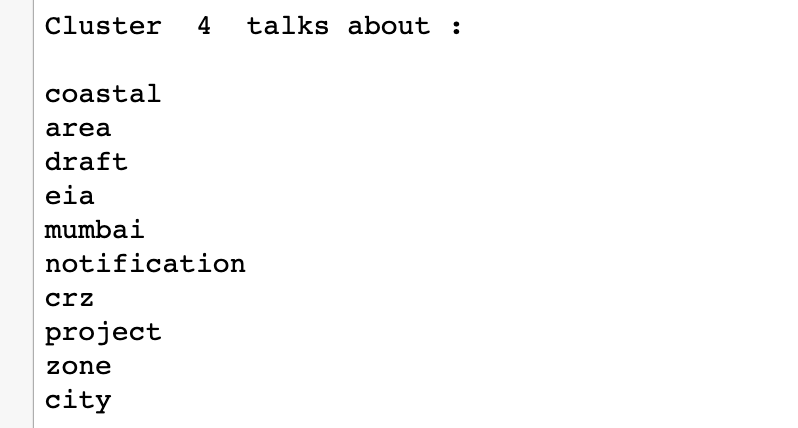 Cluster  4  talks about :
coastal
area
draft
eia
mumbai
notification
crz
project
zone
city